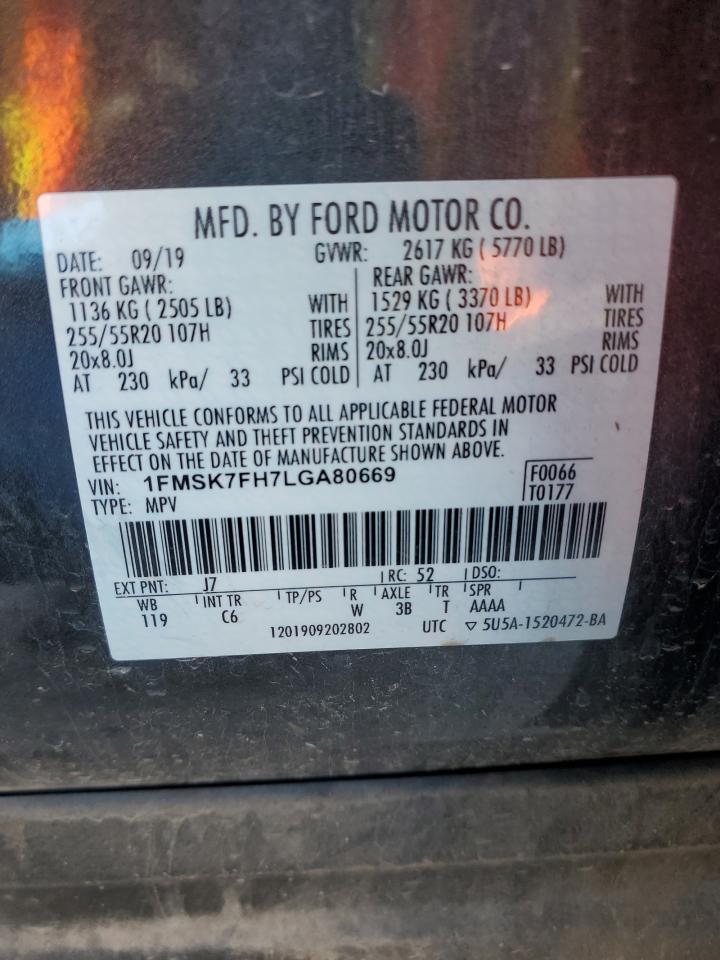 MFD. BY FORD MOTOR CO.
DATE: 09/19 GVWR: 2617 KG ( 5770 LB)
FRONT GAWR: REAR GAWR:
1136 KG ( 2505 LB) WITH 1529 KG ( 3370 LB) WITH
255/55R20 107H TIRES 255/55R20 107H TIRES
20x8.0J RIMS 20x8.0J RIMS
AT 230 kPa/ 33 PSI COLD AT 230 kPa/ 33 PSI COLD
THIS VEHICLE CONFORMS TO ALL APPLICABLE FEDERAL MOTOR
VEHICLE SAFETY AND THEFT PREVENTION STANDARDS IN
EFFECT ON THE DATE OF MANUFACTURE SHOWN ABOVE.
VIN: 1FMSK7FH7LGA80669 F0066
TYPE: MPV T0177
EXT PNT: J7 RC: 52 DSO:
WB INT TR TP/PS R AXLE TR SPR
119 C6 W 3B T AAAA
1201909202802 UTC ▽ 5U5A-1520472-BA